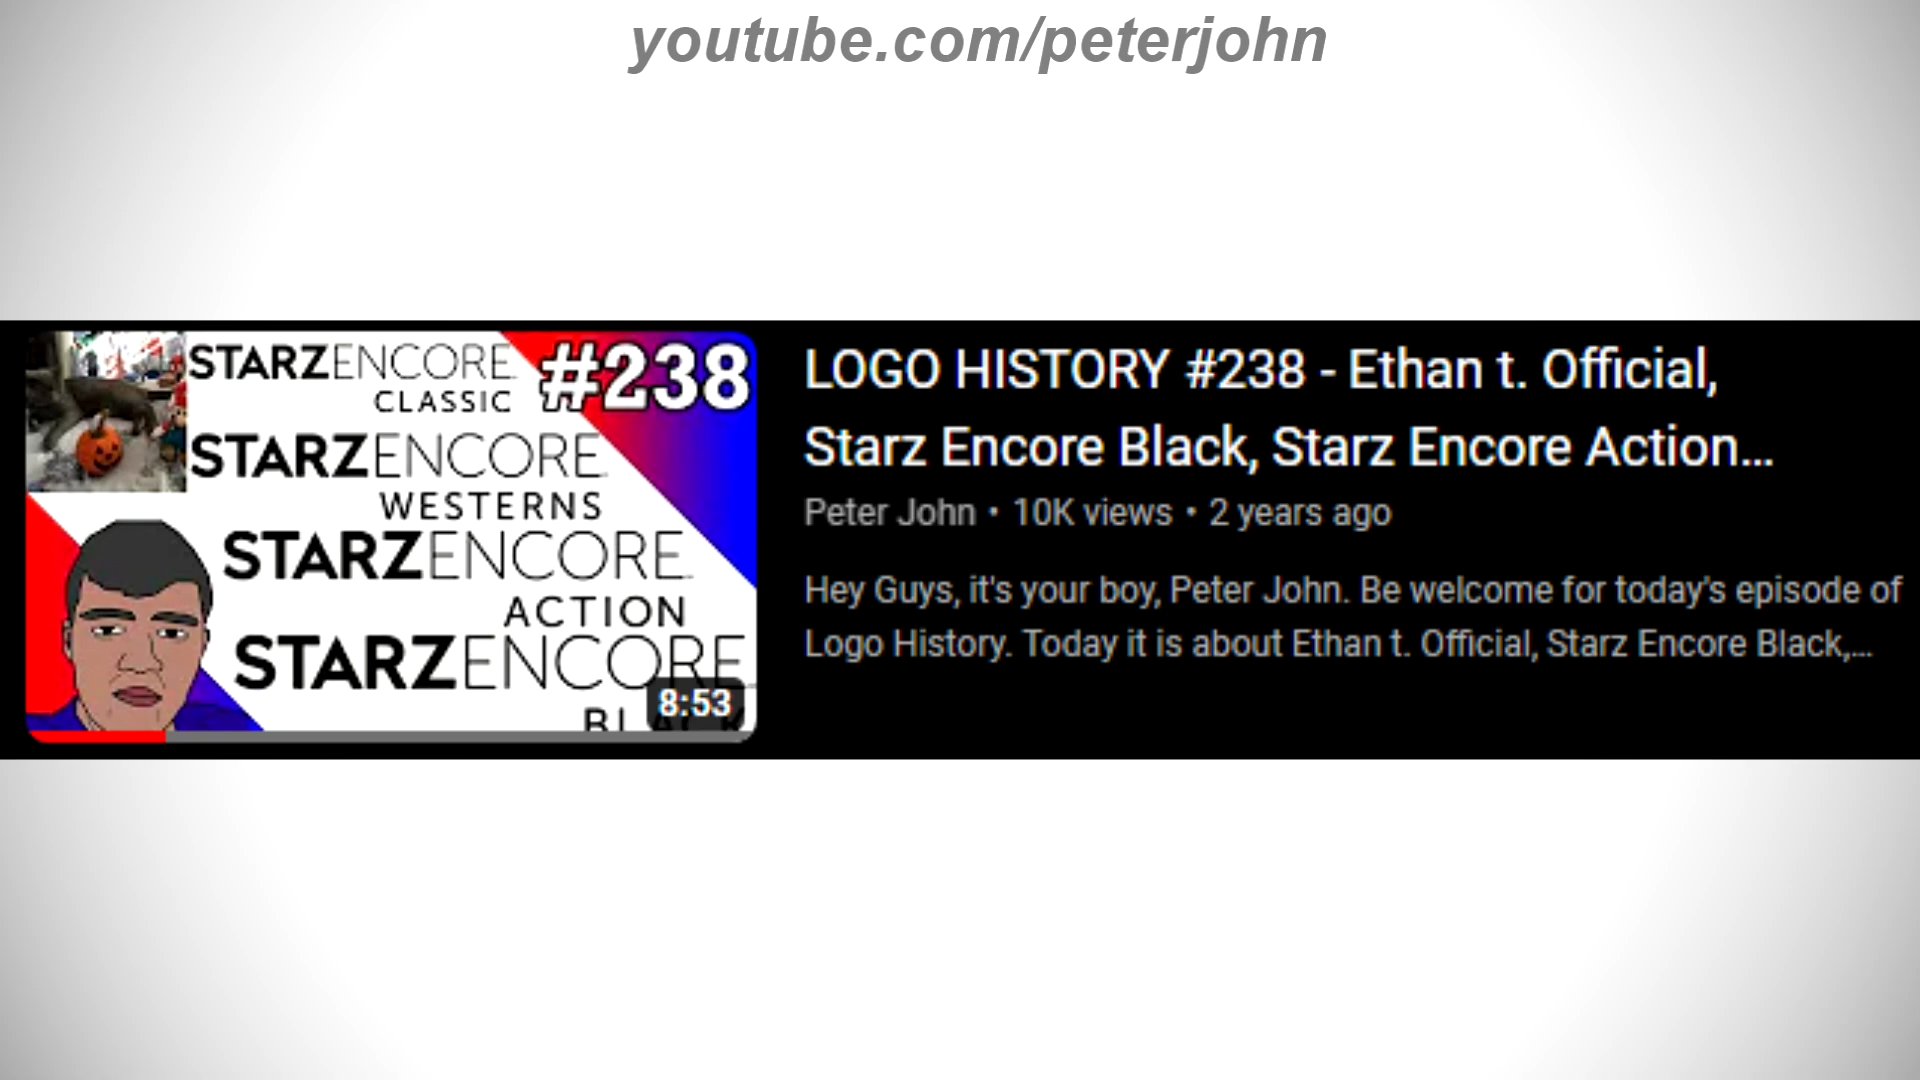 youtube.com/peterjohn
STARZENCORE
CLASSIC
#238
STARZENCORE
WESTERNS
STARZENCORE
ACTION
STARZENCORE
BLACK
8:53
LOGO HISTORY #238 - Ethan t. Official,
Starz Encore Black, Starz Encore Action...
Peter John • 10K views • 2 years ago
Hey Guys, it's your boy, Peter John. Be welcome for today's episode of
Logo History. Today it is about Ethan t. Official, Starz Encore Black,...